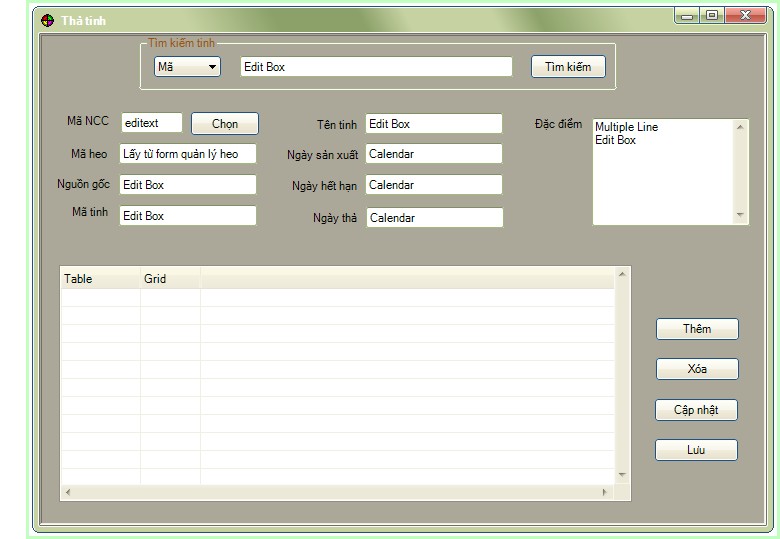 Thả tinh
Tìm kiếm tinh
Mã Edit Box Tìm kiếm
Mã NCC editext Chọn Tên tinh Edit Box Đặc điểm Multiple Line
Edit Box
Mã heo Lấy từ form quản lý heo Ngày sản xuất Calendar
Nguồn gốc Edit Box Ngày hết hạn Calendar
Mã tinh Edit Box Ngày thả Calendar
Table Grid
Thêm
Xóa
Cập nhật
Lưu